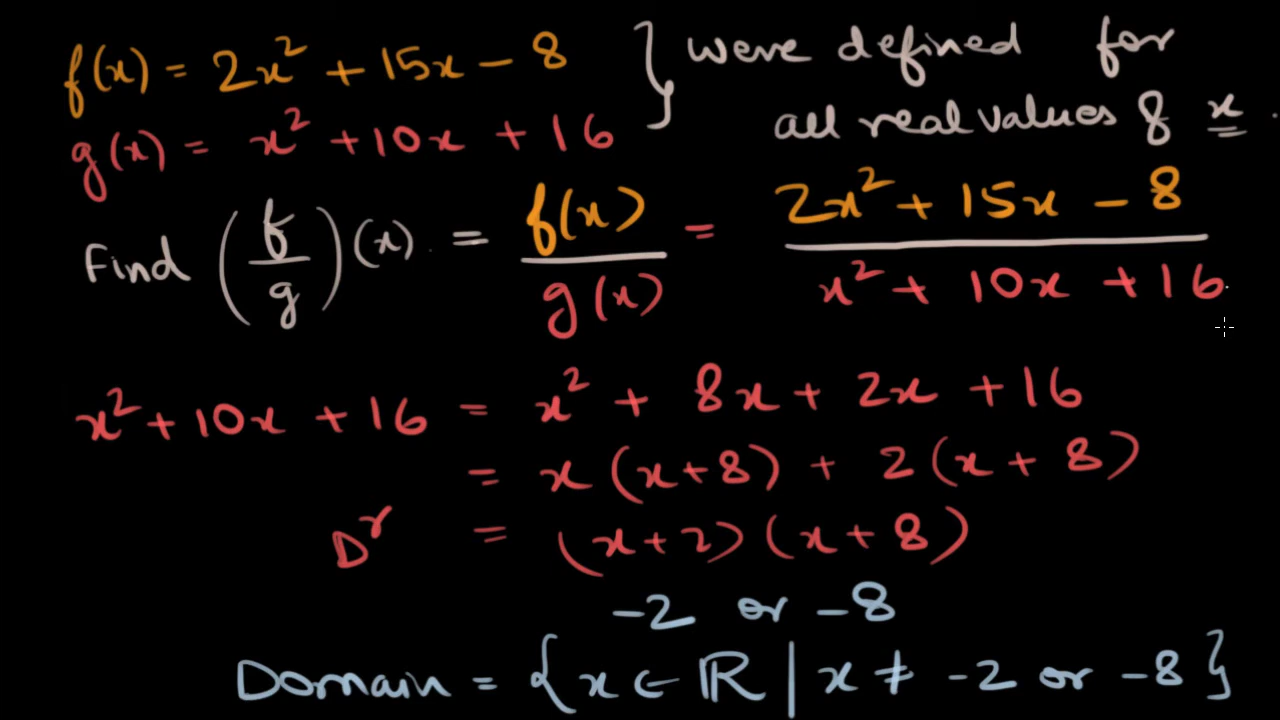 f(x) = 2x² + 15x − 8 } were defined for
g(x) = x² + 10x + 16 all real values of x.
Find (f/g)(x) = f(x)/g(x) = (2x² + 15x − 8)/(x² + 10x + 16)
x² + 10x + 16 = x² + 8x + 2x + 16
= x(x+8) + 2(x + 8)
Dʳ = (x+2)(x+8)
−2 or −8
Domain = {x ∈ ℝ | x ≠ -2 or -8}